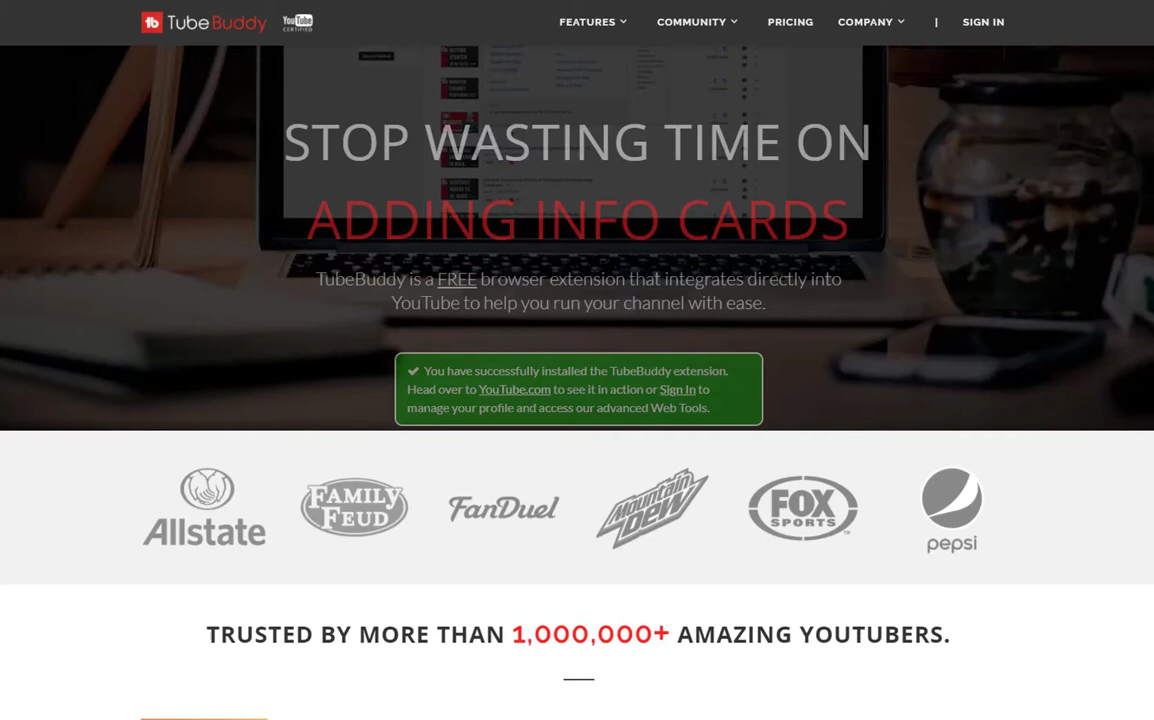 TubeBuddy YouTube CERTIFIED FEATURES COMMUNITY PRICING COMPANY | SIGN IN
STOP WASTING TIME ON
ADDING INFO CARDS
TubeBuddy is a FREE browser extension that integrates directly into
YouTube to help you run your channel with ease.
You have successfully installed the TubeBuddy extension.
Head over to YouTube.com to see it in action or Sign In to
manage your profile and access our advanced Web Tools.
Allstate FAMILY FEUD FanDuel Mountain Dew FOX SPORTS pepsi
TRUSTED BY MORE THAN 1,000,000+ AMAZING YOUTUBERS.